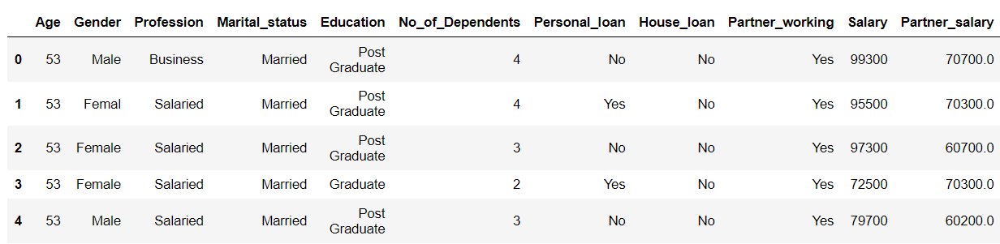 Age Gender Profession Marital_status Education No_of_Dependents Personal_loan House_loan Partner_working Salary Partner_salary
0 53 Male Business Married Post Graduate 4 No No Yes 99300 70700.0
1 53 Femal Salaried Married Post Graduate 4 Yes No Yes 95500 70300.0
2 53 Female Salaried Married Post Graduate 3 No No Yes 97300 60700.0
3 53 Female Salaried Married Graduate 2 Yes No Yes 72500 70300.0
4 53 Male Salaried Married Post Graduate 3 No No Yes 79700 60200.0